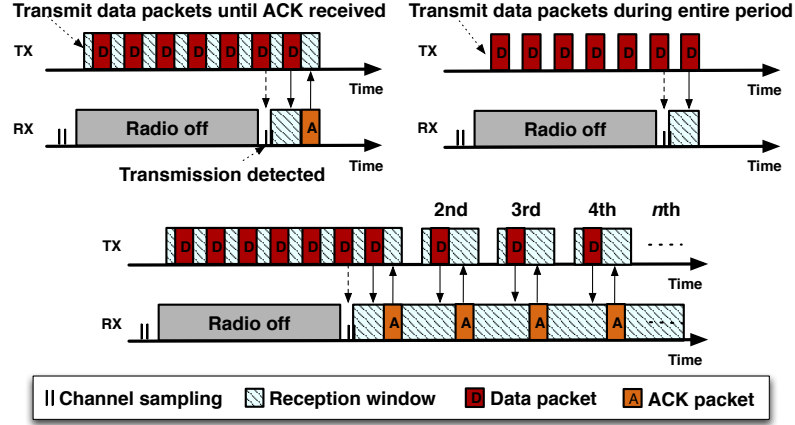 Transmit data packets until ACK received
TX D D D D D D D
Time
RX Radio off A
Time
Transmission detected
Transmit data packets during entire period
TX D D D D D D D
Time
RX Radio off
Time
2nd 3rd 4th nth
TX D D D D D D D D D D
Time
RX Radio off A A A A
Time
Channel sampling D Data packet
Reception window A ACK packet